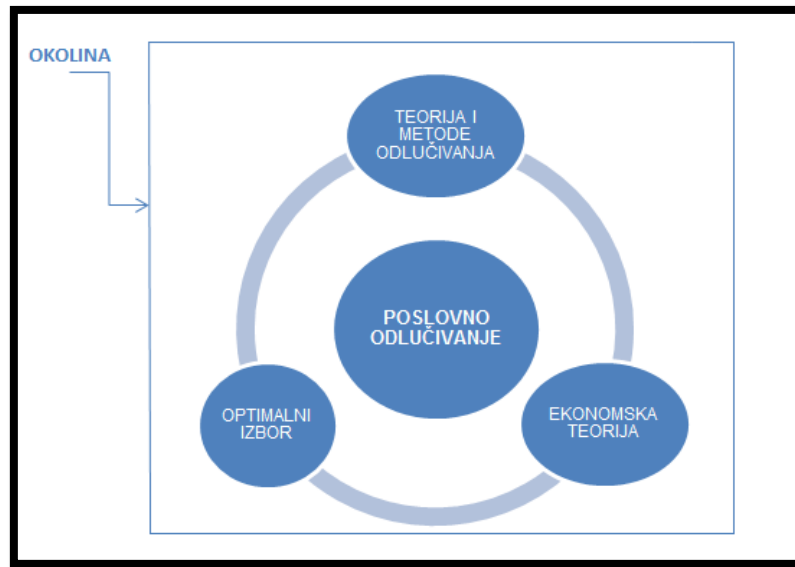 OKOLINA
TEORIJA I
METODE
ODLUČIVANJA
POSLOVNO
ODLUČIVANJE
OPTIMALNI
IZBOR
EKONOMSKA
TEORIJA